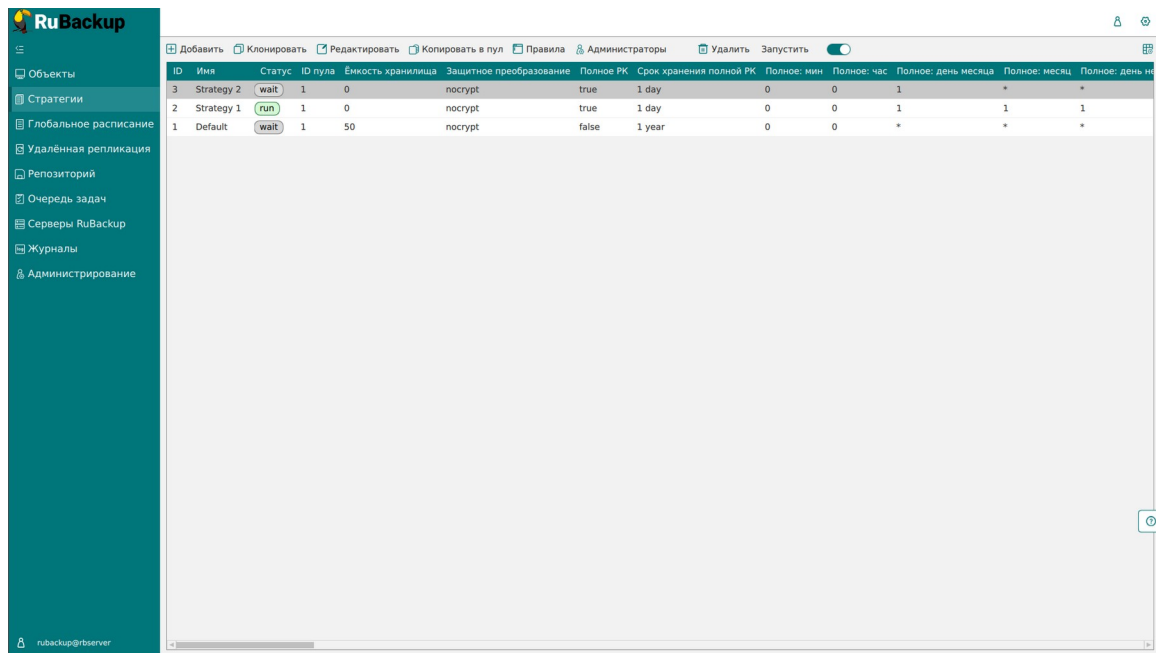 RuBackup
Добавить Клонировать Редактировать Копировать в пул Правила Администраторы Удалить Запустить
Объекты
Стратегии
Глобальное расписание
Удалённая репликация
Репозиторий
Очередь задач
Серверы RuBackup
Журналы
Администрирование
rubackup@rbserver
ID Имя Статус ID пула Ёмкость хранилища Защитное преобразование Полное РК Срок хранения полной РК Полное: мин Полное: час Полное: день месяца Полное: месяц Полное: день не
3 Strategy 2 wait 1 0 nocrypt true 1 day 0 0 1 * *
2 Strategy 1 run 1 0 nocrypt true 1 day 0 0 1 1 1
1 Default wait 1 50 nocrypt false 1 year 0 0 * * *